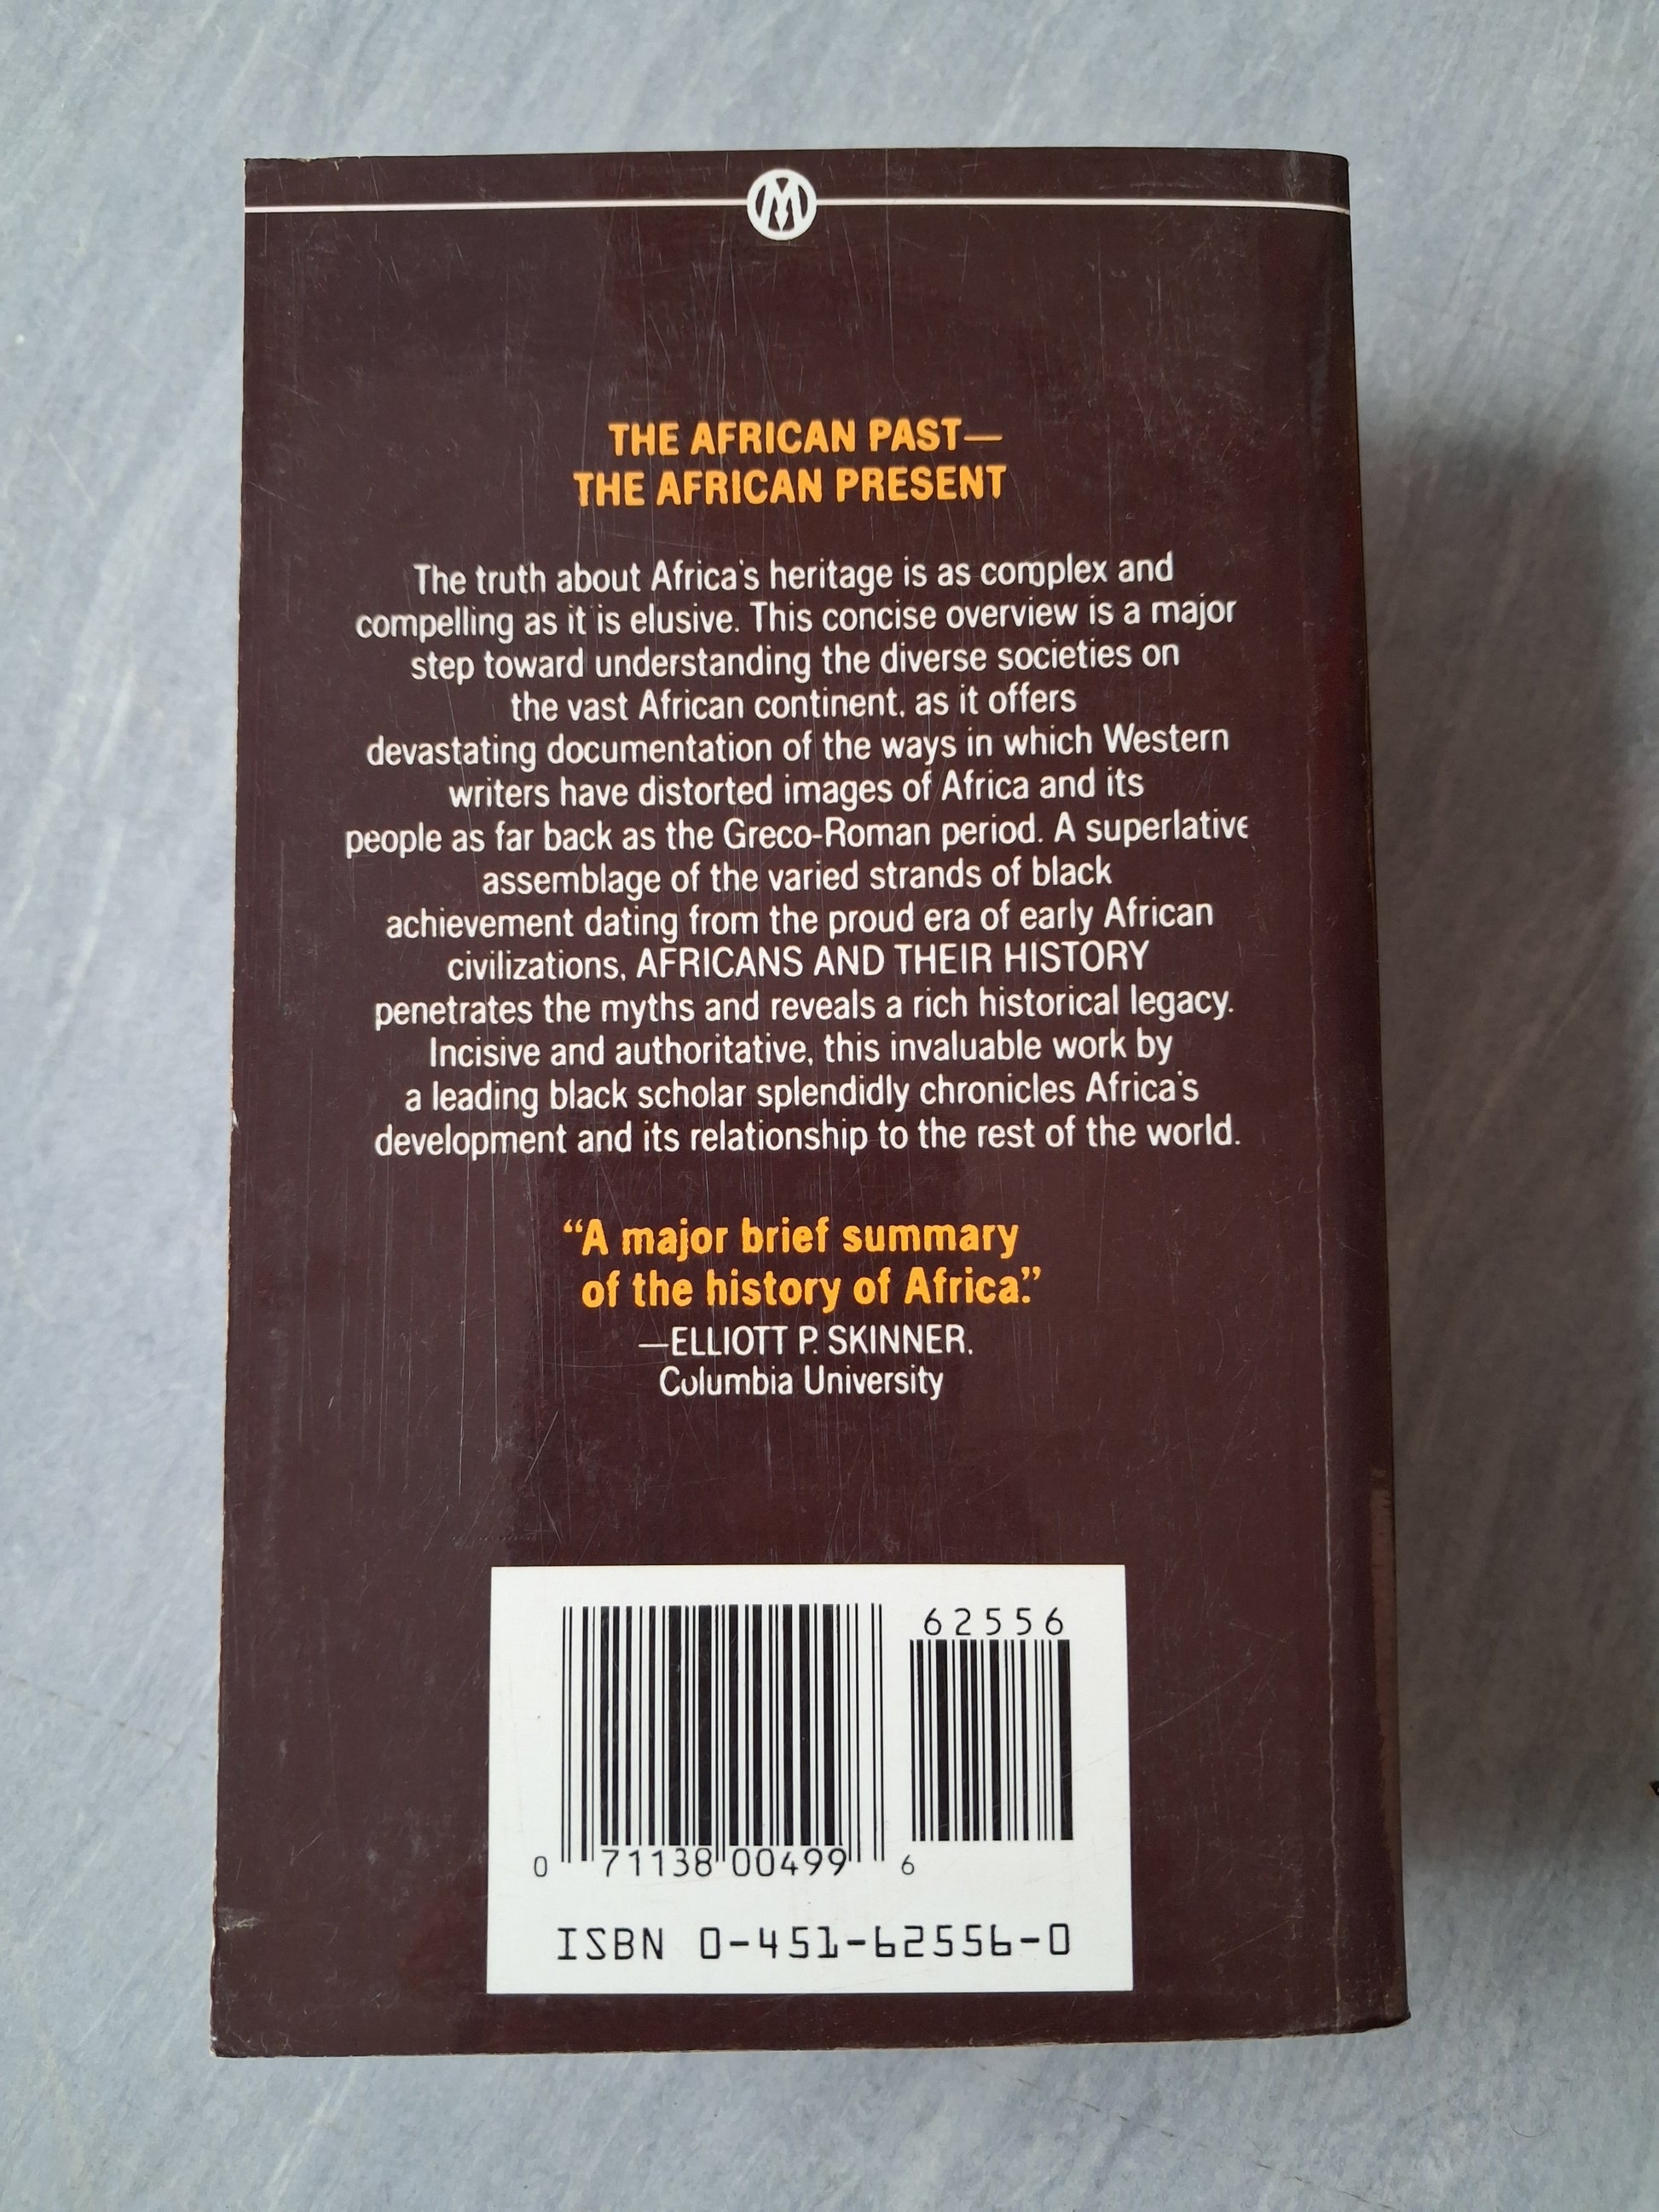 M
THE AFRICAN PAST—
THE AFRICAN PRESENT
The truth about Africa's heritage is as complex and
compelling as it is elusive. This concise overview is a major
step toward understanding the diverse societies on
the vast African continent, as it offers
devastating documentation of the ways in which Western
writers have distorted images of Africa and its
people as far back as the Greco-Roman period. A superlative
assemblage of the varied strands of black
achievement dating from the proud era of early African
civilizations, AFRICANS AND THEIR HISTORY
penetrates the myths and reveals a rich historical legacy.
Incisive and authoritative, this invaluable work by
a leading black scholar splendidly chronicles Africa's
development and its relationship to the rest of the world.
“A major brief summary
of the history of Africa.”
—ELLIOTT P. SKINNER,
Columbia University
62556
0 71138 00499 6
ISBN 0-451-62556-0